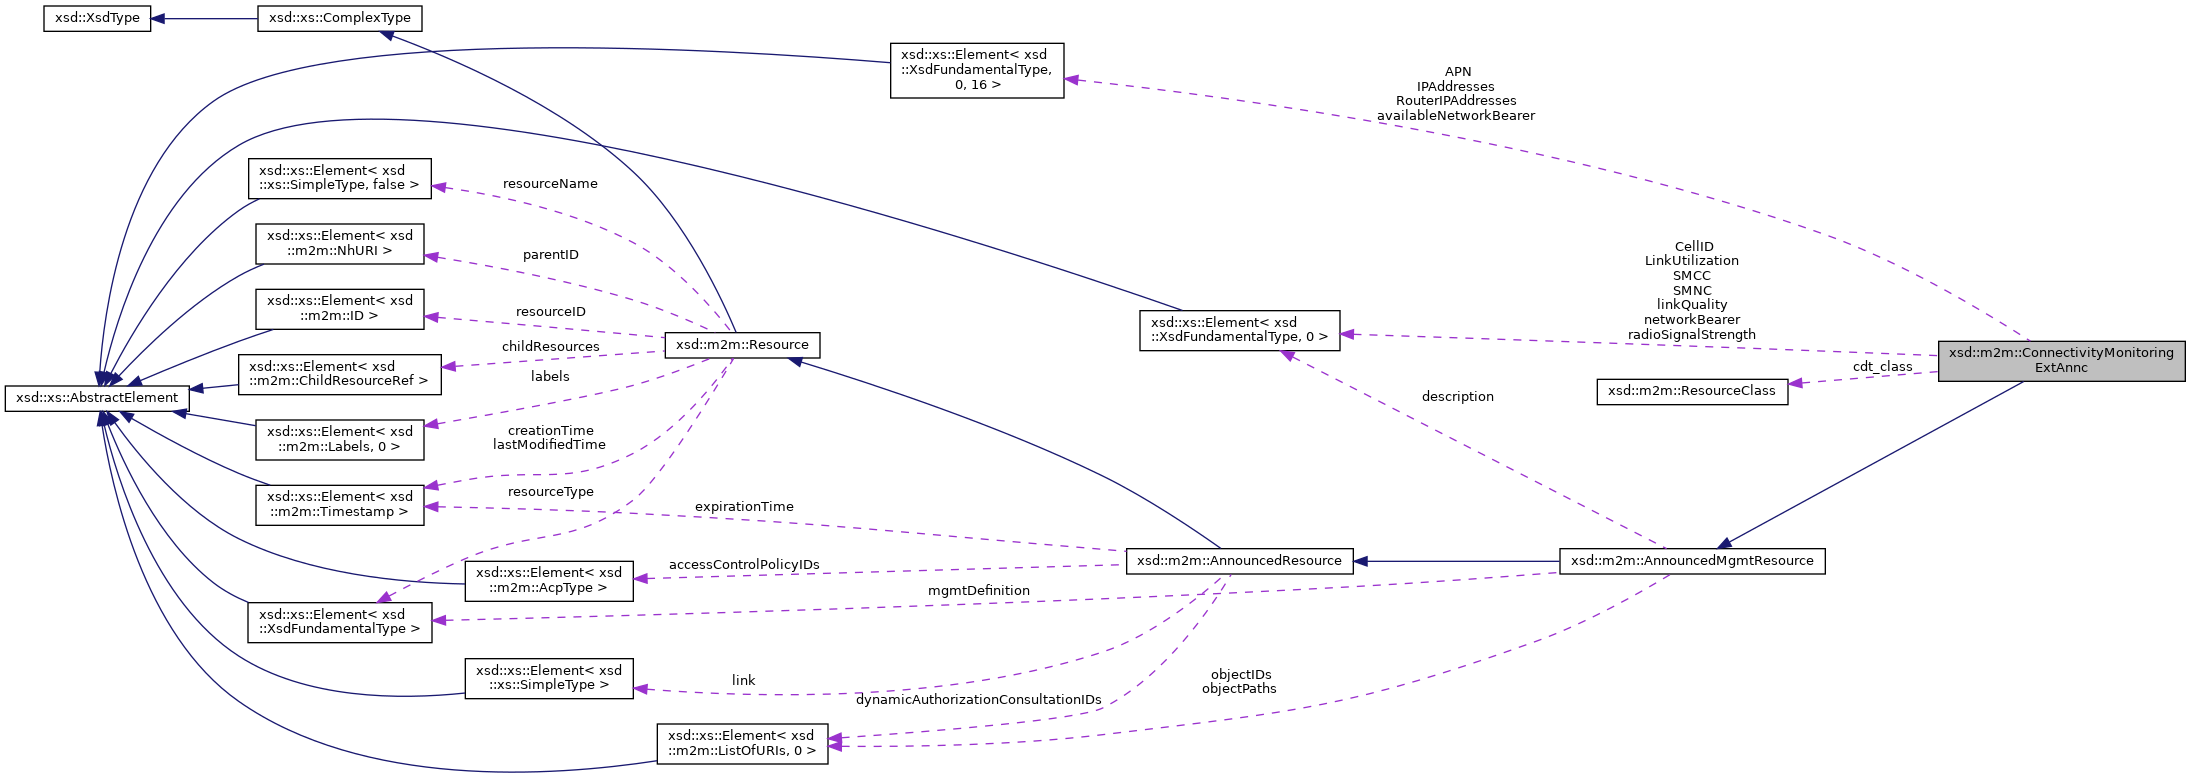 xsd::XsdType
xsd::xs::ComplexType
xsd::xs::Element< xsd
::XsdFundamentalType,
0, 16 >
APN
IPAddresses
RouterIPAddresses
availableNetworkBearer
xsd::xs::Element< xsd
::xs::SimpleType, false >
resourceName
xsd::xs::Element< xsd
::m2m::NhURI >
parentID
CellID
LinkUtilization
SMCC
SMNC
linkQuality
networkBearer
radioSignalStrength
xsd::xs::Element< xsd
::m2m::ID >
resourceID
xsd::m2m::Resource
xsd::xs::Element< xsd
::XsdFundamentalType, 0 >
xsd::m2m::ConnectivityMonitoring
ExtAnnc
childResources
xsd::xs::Element< xsd
::m2m::ChildResourceRef >
cdt_class
labels
xsd::m2m::ResourceClass
xsd::xs::AbstractElement
description
xsd::xs::Element< xsd
::m2m::Labels, 0 >
creationTime
lastModifiedTime
xsd::xs::Element< xsd
::m2m::Timestamp >
resourceType
expirationTime
xsd::xs::Element< xsd
::m2m::AcpType >
accessControlPolicyIDs
xsd::m2m::AnnouncedResource
xsd::m2m::AnnouncedMgmtResource
mgmtDefinition
xsd::xs::Element< xsd
::XsdFundamentalType >
xsd::xs::Element< xsd
::xs::SimpleType >
link
objectIDs
objectPaths
dynamicAuthorizationConsultationIDs
xsd::xs::Element< xsd
::m2m::ListOfURIs, 0 >